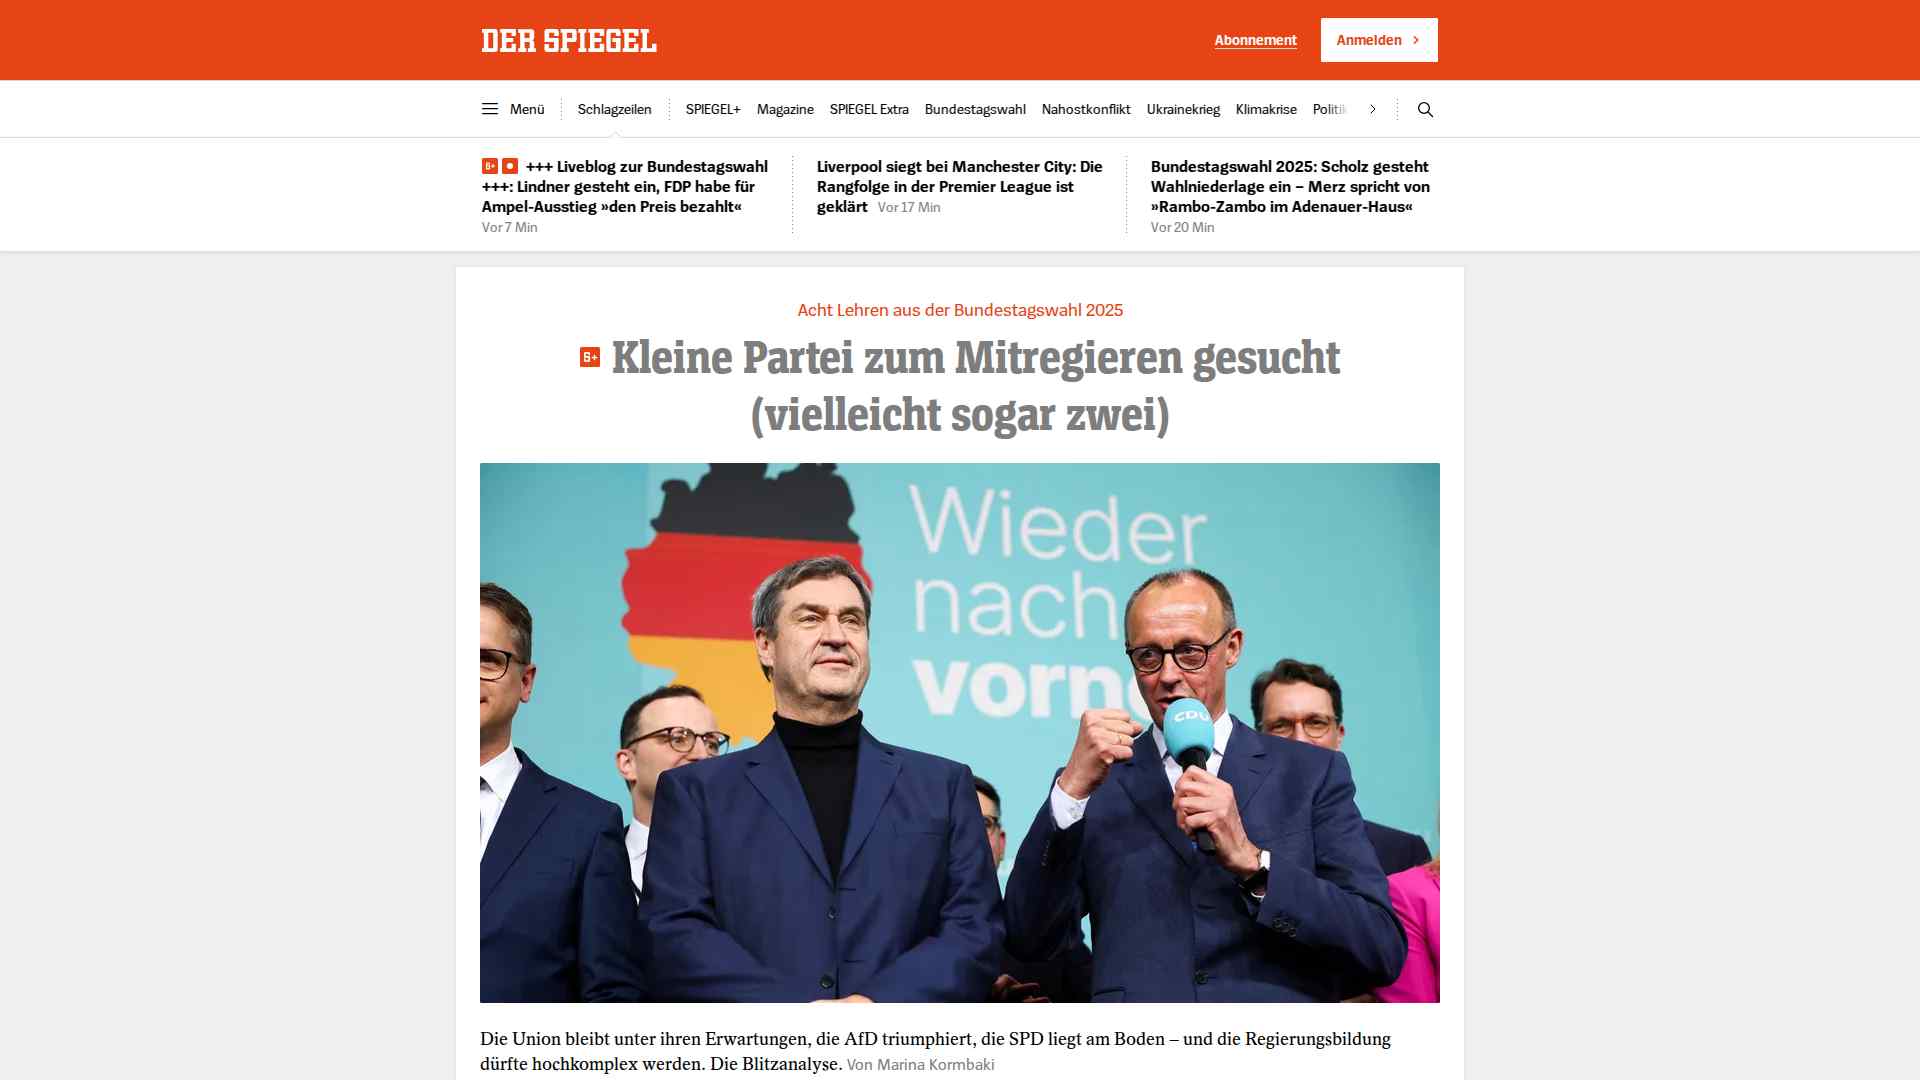 DER SPIEGEL
Abonnement
Anmelden
Menü
Schlagzeilen
SPIEGEL+
Magazine
SPIEGEL Extra
Bundestagswahl
Nahostkonflikt
Ukrainekrieg
Klimakrise
Politik
+++ Liveblog zur Bundestagswahl
+++: Lindner gesteht ein, FDP habe für
Ampel-Ausstieg »den Preis bezahlt«
Vor 7 Min
Liverpool siegt bei Manchester City: Die
Rangfolge in der Premier League ist
geklärt Vor 17 Min
Bundestagswahl 2025: Scholz gesteht
Wahlniederlage ein – Merz spricht von
»Rambo-Zambo im Adenauer-Haus«
Vor 20 Min
Acht Lehren aus der Bundestagswahl 2025
Kleine Partei zum Mitregieren gesucht
(vielleicht sogar zwei)
Wieder
nach
vorne
CDU
Die Union bleibt unter ihren Erwartungen, die AfD triumphiert, die SPD liegt am Boden – und die Regierungsbildung
dürfte hochkomplex werden. Die Blitzanalyse. Von Marina Kormbaki